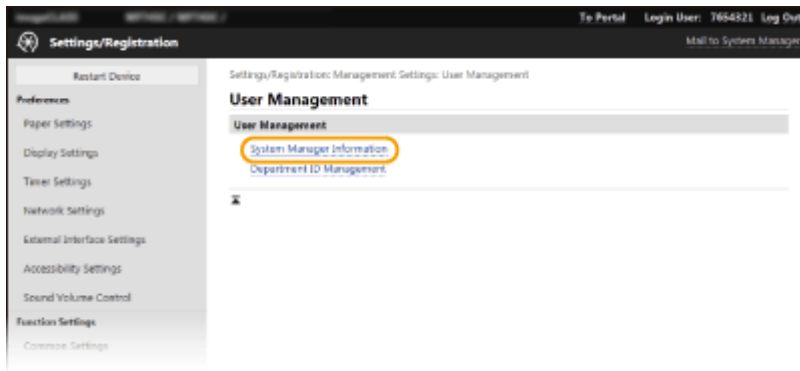 To Portal Login User: 7654321 Log Out
Settings/Registration
Mail to System Manager
Restart Device
Settings/Registration: Management Settings: User Management
Preferences
User Management
Paper Settings
User Management
Display Settings
System Manager Information
Department ID Management
Timer Settings
Network Settings
External Interface Settings
Accessibility Settings
Sound Volume Control
Function Settings
Common Settings